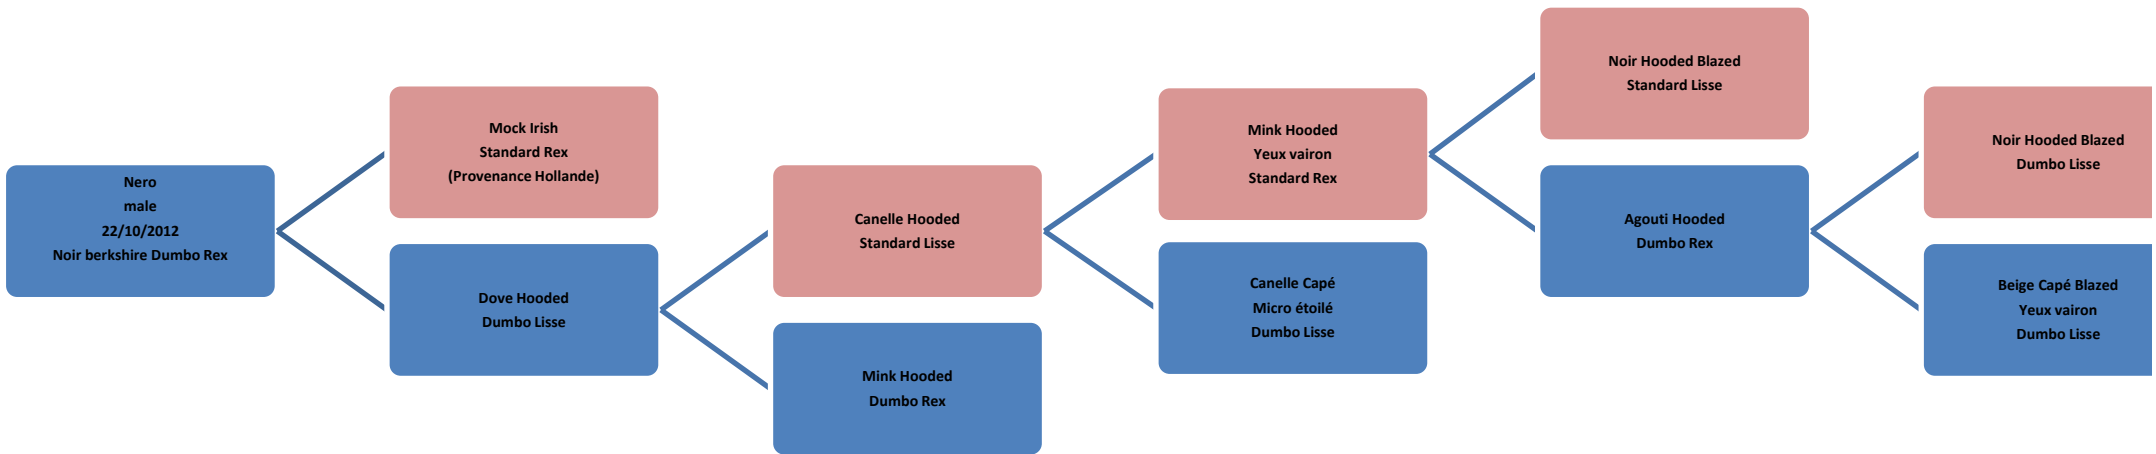 Nero
male
22/10/2012
Noir berkshire Dumbo Rex
Mock Irish
Standard Rex
(Provenance Hollande)
Dove Hooded
Dumbo Lisse
Canelle Hooded
Standard Lisse
Mink Hooded
Dumbo Rex
Mink Hooded
Yeux vairon
Standard Rex
Canelle Capé
Micro étoilé
Dumbo Lisse
Noir Hooded Blazed
Standard Lisse
Agouti Hooded
Dumbo Rex
Noir Hooded Blazed
Dumbo Lisse
Beige Capé Blazed
Yeux vairon
Dumbo Lisse